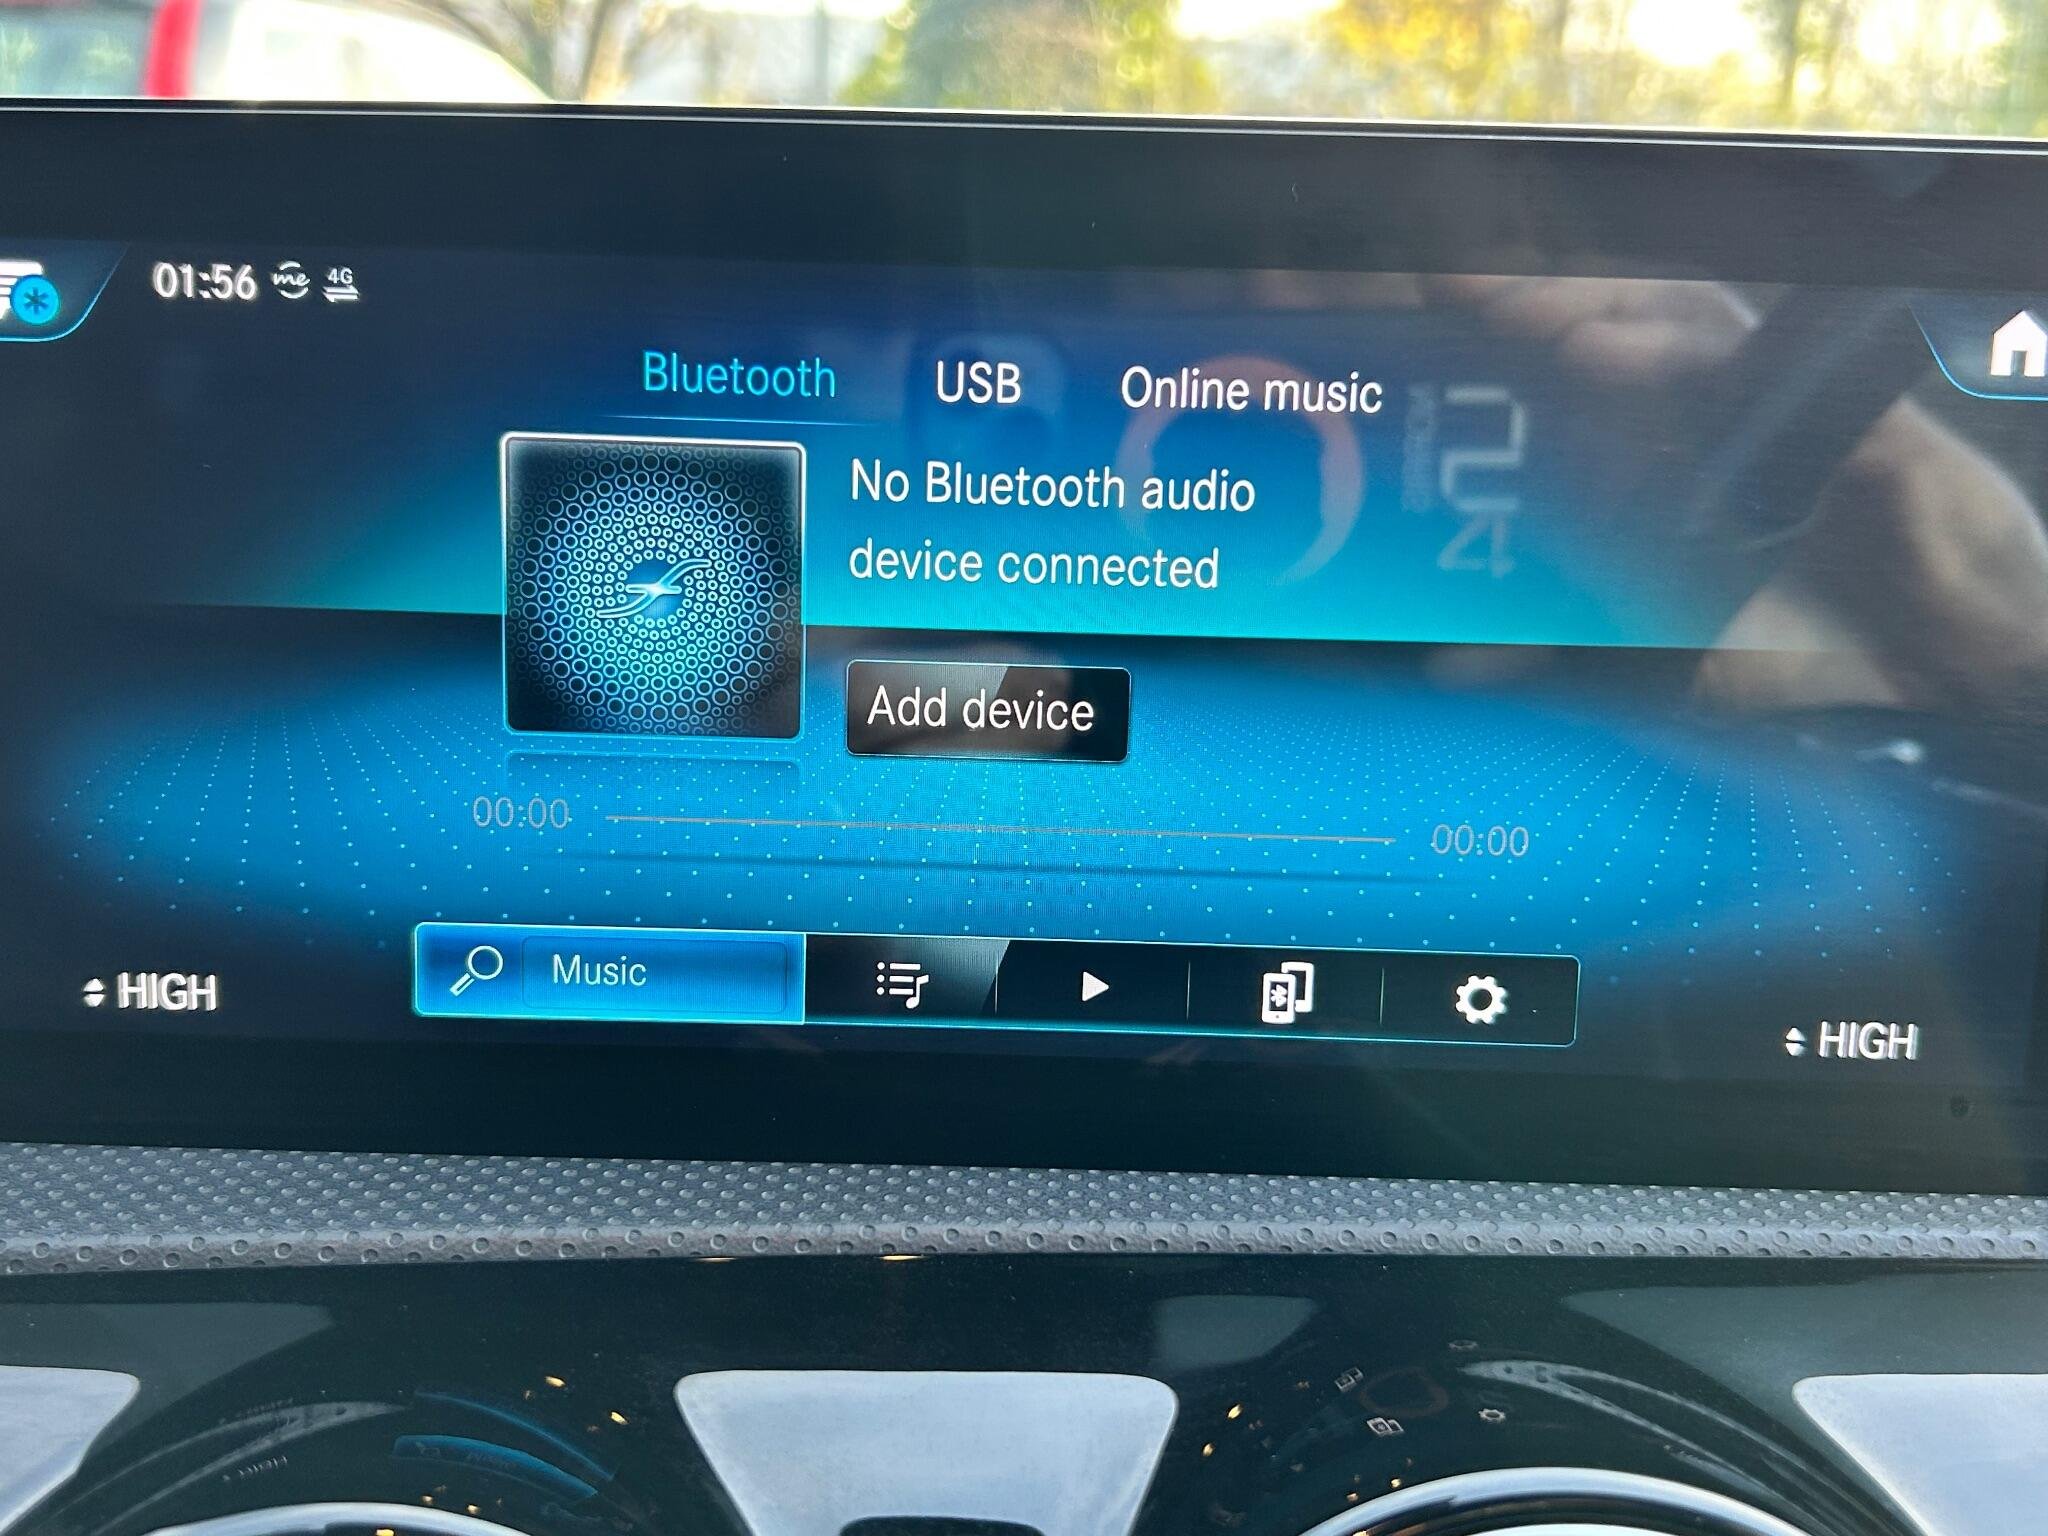 01:56 me 4G
Bluetooth USB Online music
No Bluetooth audio
device connected
Add device
00:00 00:00
Music
HIGH HIGH